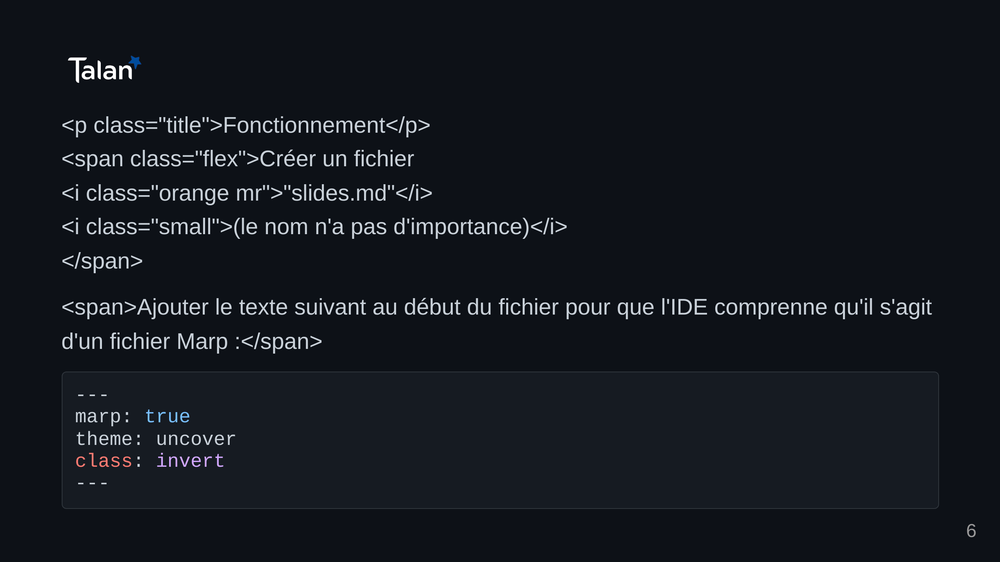 Talan
<p class="title">Fonctionnement</p>
<span class="flex">Créer un fichier
<i class="orange mr">"slides.md"</i>
<i class="small">(le nom n'a pas d'importance)</i>
</span>
<span>Ajouter le texte suivant au début du fichier pour que l'IDE comprenne qu'il s'agit
d'un fichier Marp :</span>
---
marp: true
theme: uncover
class: invert
---
6